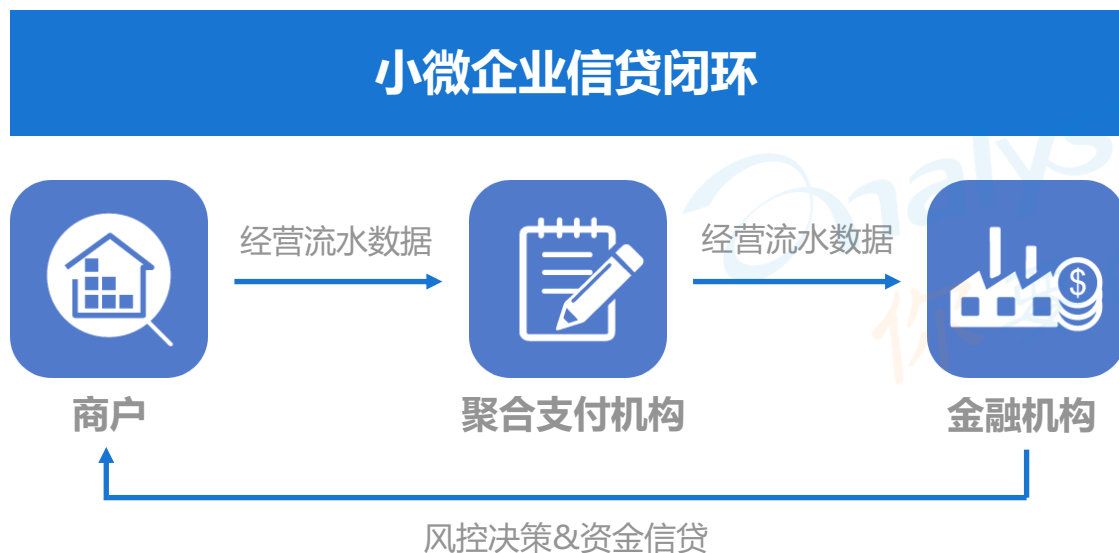 小微企业信贷闭环
经营流水数据
经营流水数据
$
商户
聚合支付机构
金融机构
风控决策&资金信贷